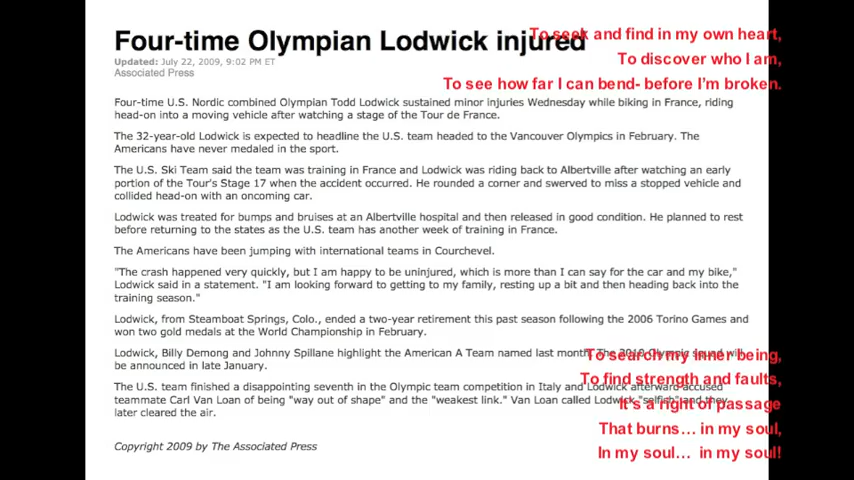 Four-time Olympian Lodwick injured
To seek and find in my own heart,
Updated: July 22, 2009, 9:02 PM ET
To discover who I am,
Associated Press
To see how far I can bend- before I'm broken.
Four-time U.S. Nordic combined Olympian Todd Lodwick sustained minor injuries Wednesday while biking in France, riding
head-on into a moving vehicle after watching a stage of the Tour de France.
The 32-year-old Lodwick is expected to headline the U.S. team headed to the Vancouver Olympics in February. The
Americans have never medaled in the sport.
The U.S. Ski Team said the team was training in France and Lodwick was riding back to Albertville after watching an early
portion of the Tour's Stage 17 when the accident occurred. He rounded a corner and swerved to miss a stopped vehicle and
collided head-on with an oncoming car.
Lodwick was treated for bumps and bruises at an Albertville hospital and then released in good condition. He planned to rest
before returning to the states as the U.S. team has another week of training in France.
The Americans have been jumping with international teams in Courchevel.
"The crash happened very quickly, but I am happy to be uninjured, which is more than I can say for the car and my bike,"
Lodwick said in a statement. "I am looking forward to getting to my family, resting up a bit and then heading back into the
training season."
Lodwick, from Steamboat Springs, Colo., ended a two-year retirement this past season following the 2006 Torino Games and
won two gold medals at the World Championship in February.
Lodwick, Billy Demong and Johnny Spillane highlight the American A Team named last month. The 2010 Olympic squad will
To search my inner being,
be announced in late January.
To find strength and faults,
The U.S. team finished a disappointing seventh in the Olympic team competition in Italy and Lodwick afterward accused
teammate Carl Van Loan of being "way out of shape" and the "weakest link." Van Loan called Lodwick "selfish" and they
It's a right of passage
later cleared the air.
That burns... in my soul,
Copyright 2009 by The Associated Press
In my soul... in my soul!